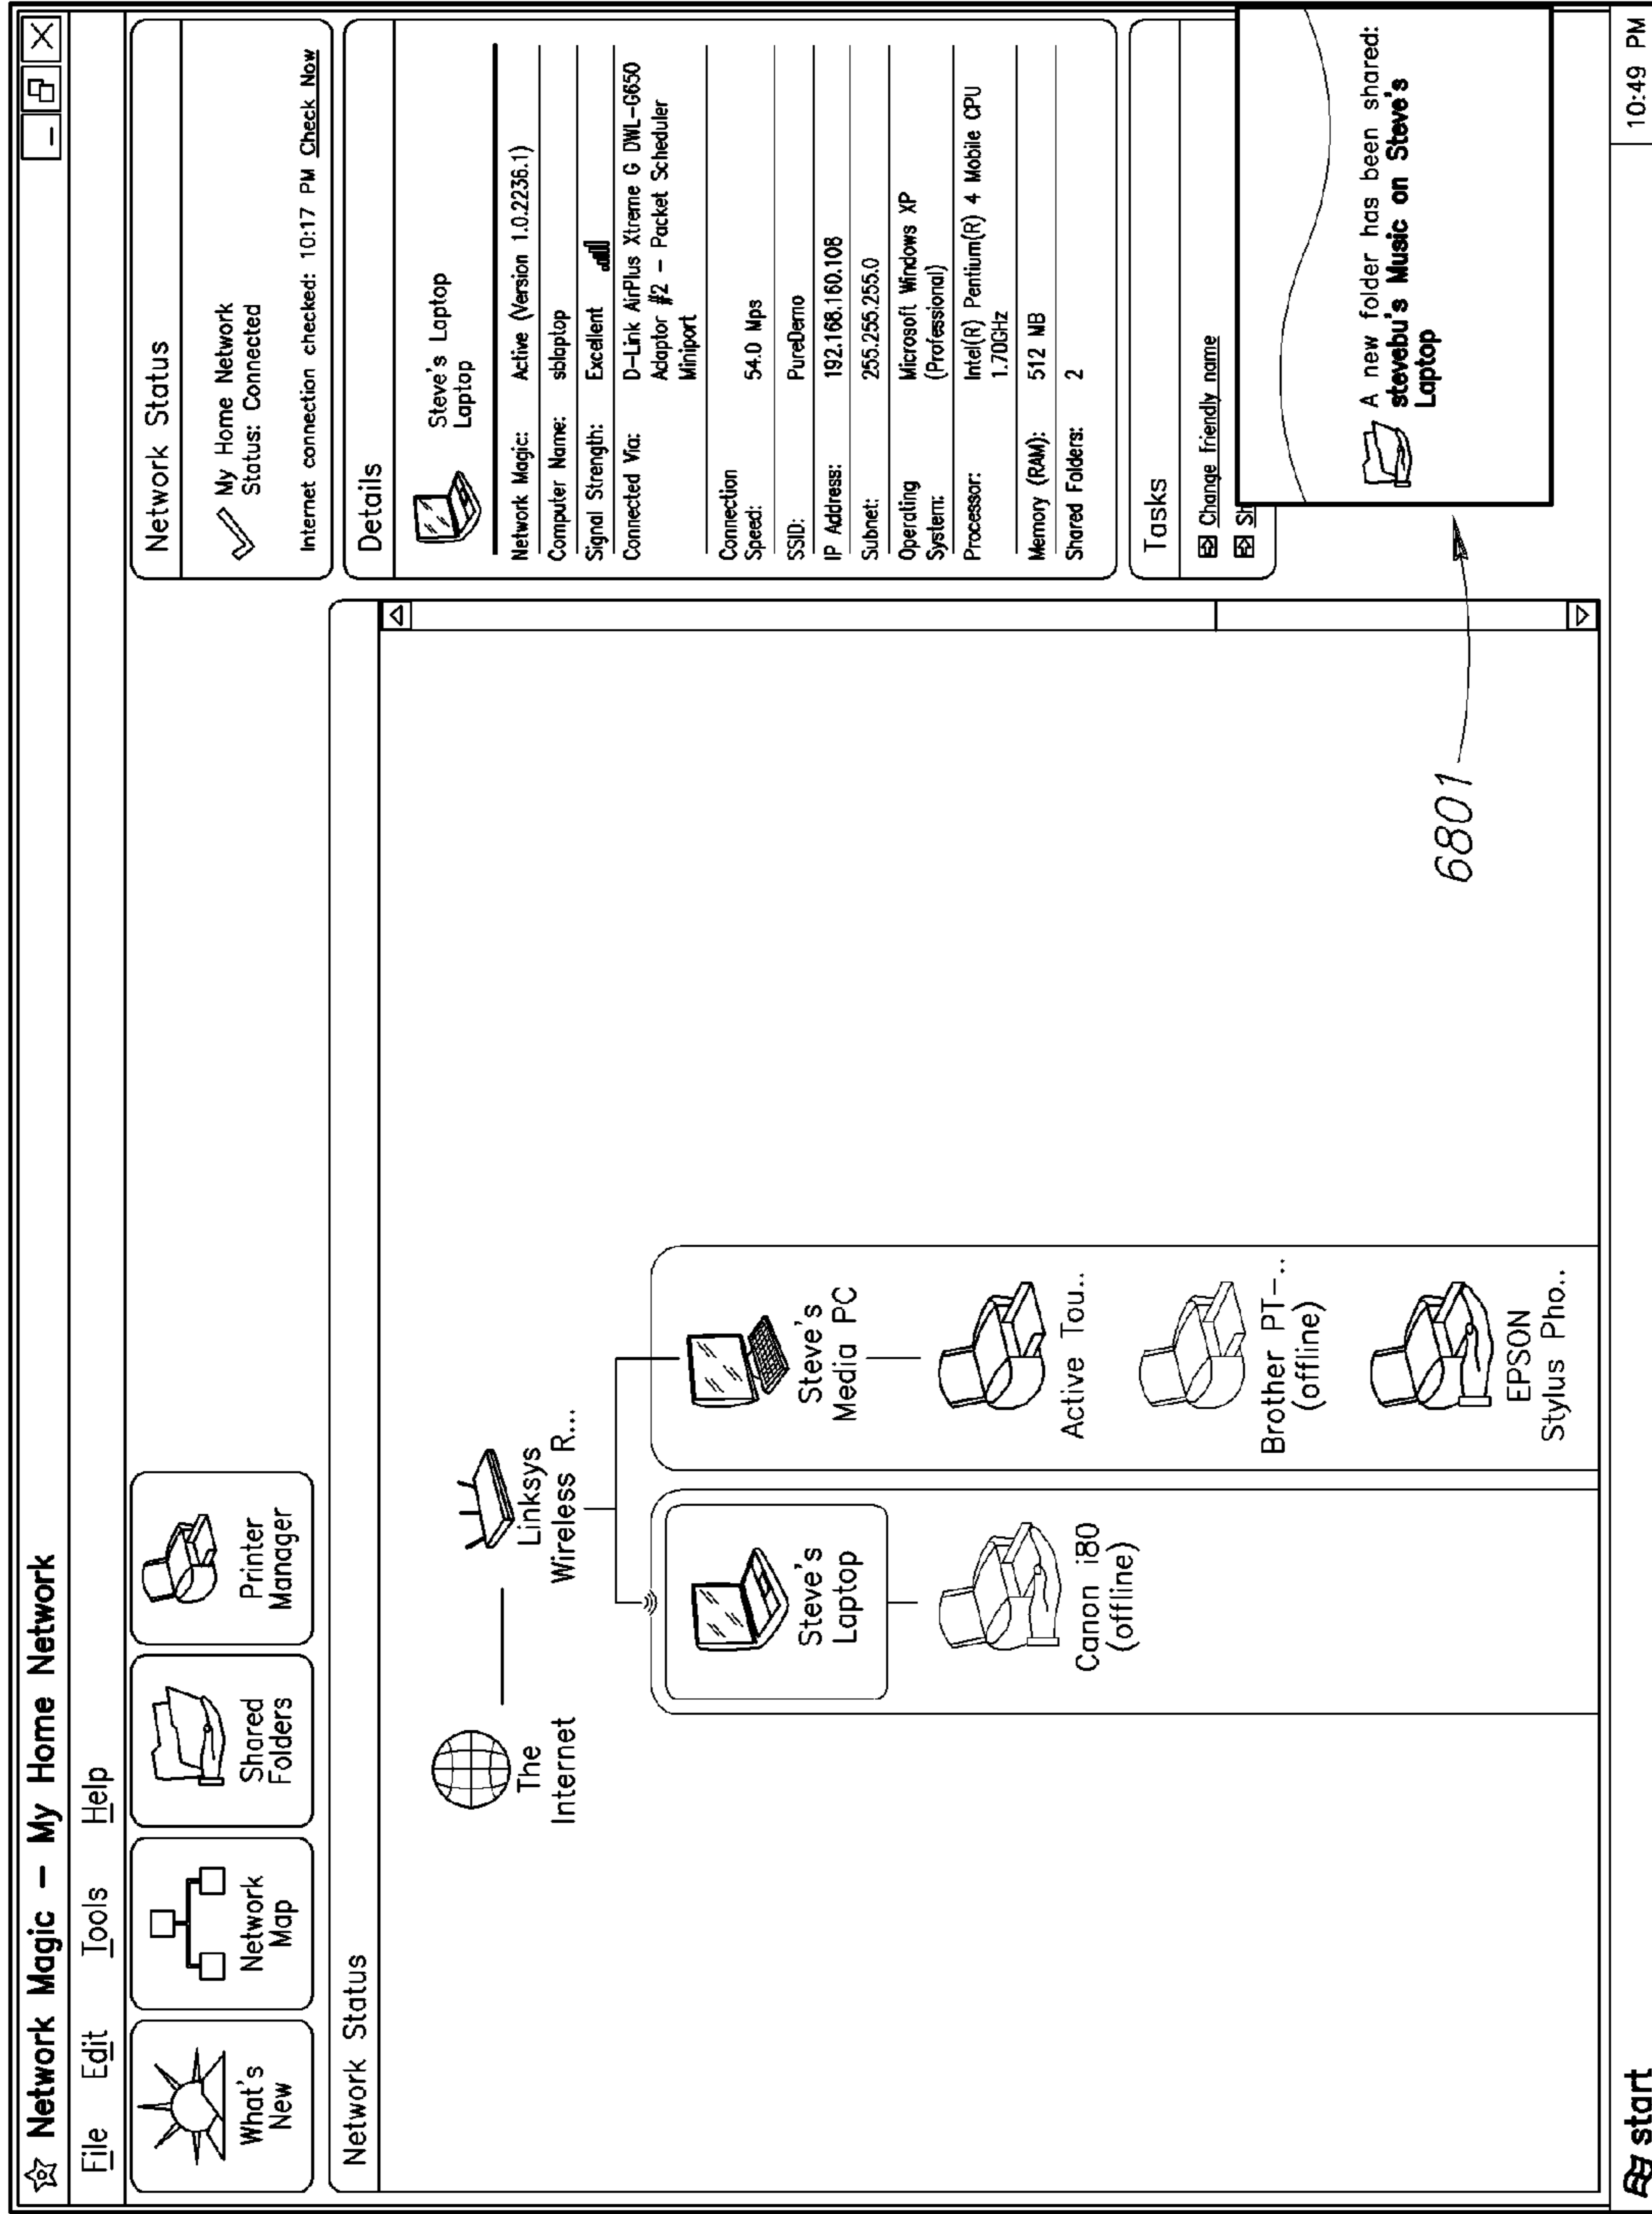 Network Magic – My Home Network
File Edit Tools Help
What's
New
Network
Map
Shared
Folders
Printer
Manager
Network Status
The
Internet
Linksys
Wireless R...
Steve's
Laptop
Canon i80
(offline)
Steve's
Media PC
Active Tou..
Brother PT-..
(offline)
EPSON
Stylus Pho..
Network Status
My Home Network
Status: Connected
Internet connection checked: 10:17 PM Check Now
Details
Steve's Laptop
Laptop
Network Magic: Active (Version 1.0.2236.1)
Computer Name: sblaptop
Signal Strength: Excellent
Connected Via: D-Link AirPlus Xtreme G DWL-G650
Adaptor #2 – Packet Scheduler
Miniport
Connection
Speed: 54.0 Mps
SSID: PureDemo
IP Address: 192.168.160.108
Subnet: 255.255.255.0
Operating Microsoft Windows XP
System: (Professional)
Processor: Intel(R) Pentium(R) 4 Mobile CPU
1.70GHz
Memory (RAM): 512 MB
Shared Folders: 2
Tasks
Change friendly name
Sh
A new folder has been shared:
stevebu's Music on Steve's
Laptop
6801
start
10:49 PM